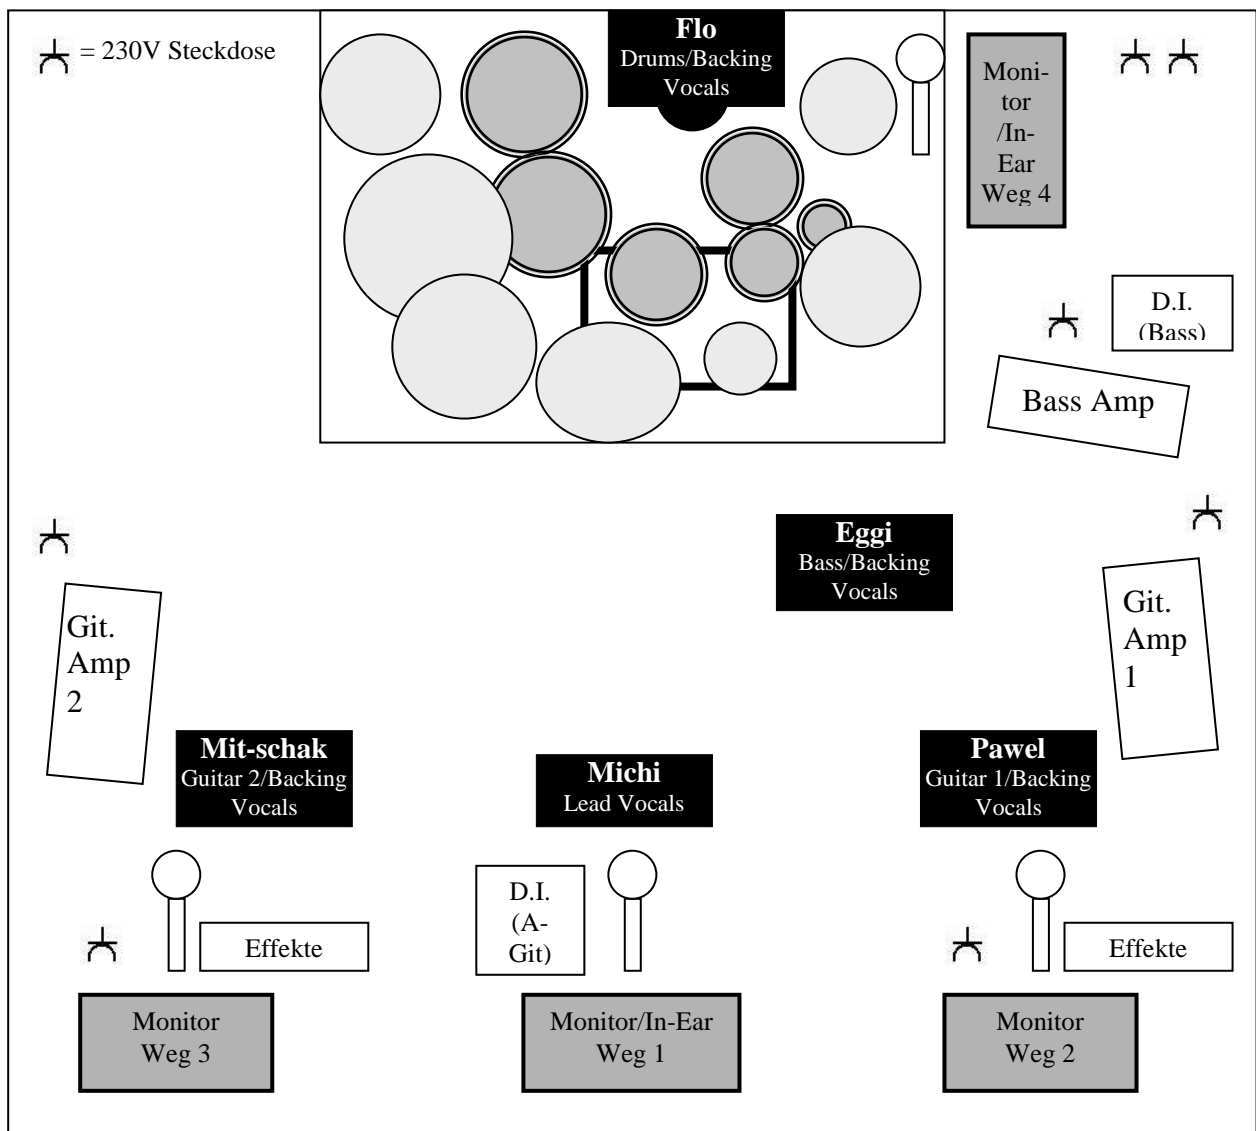 = 230V Steckdose
Flo
Drums/Backing
Vocals
Moni-
tor
/In-
Ear
Weg 4
D.I.
(Bass)
Bass Amp
Eggi
Bass/Backing
Vocals
Git.
Amp
2
Git.
Amp
1
Mit-schak
Guitar 2/Backing
Vocals
Michi
Lead Vocals
Pawel
Guitar 1/Backing
Vocals
D.I.
(A-
Git)
Effekte
Effekte
Monitor
Weg 3
Monitor/In-Ear
Weg 1
Monitor
Weg 2